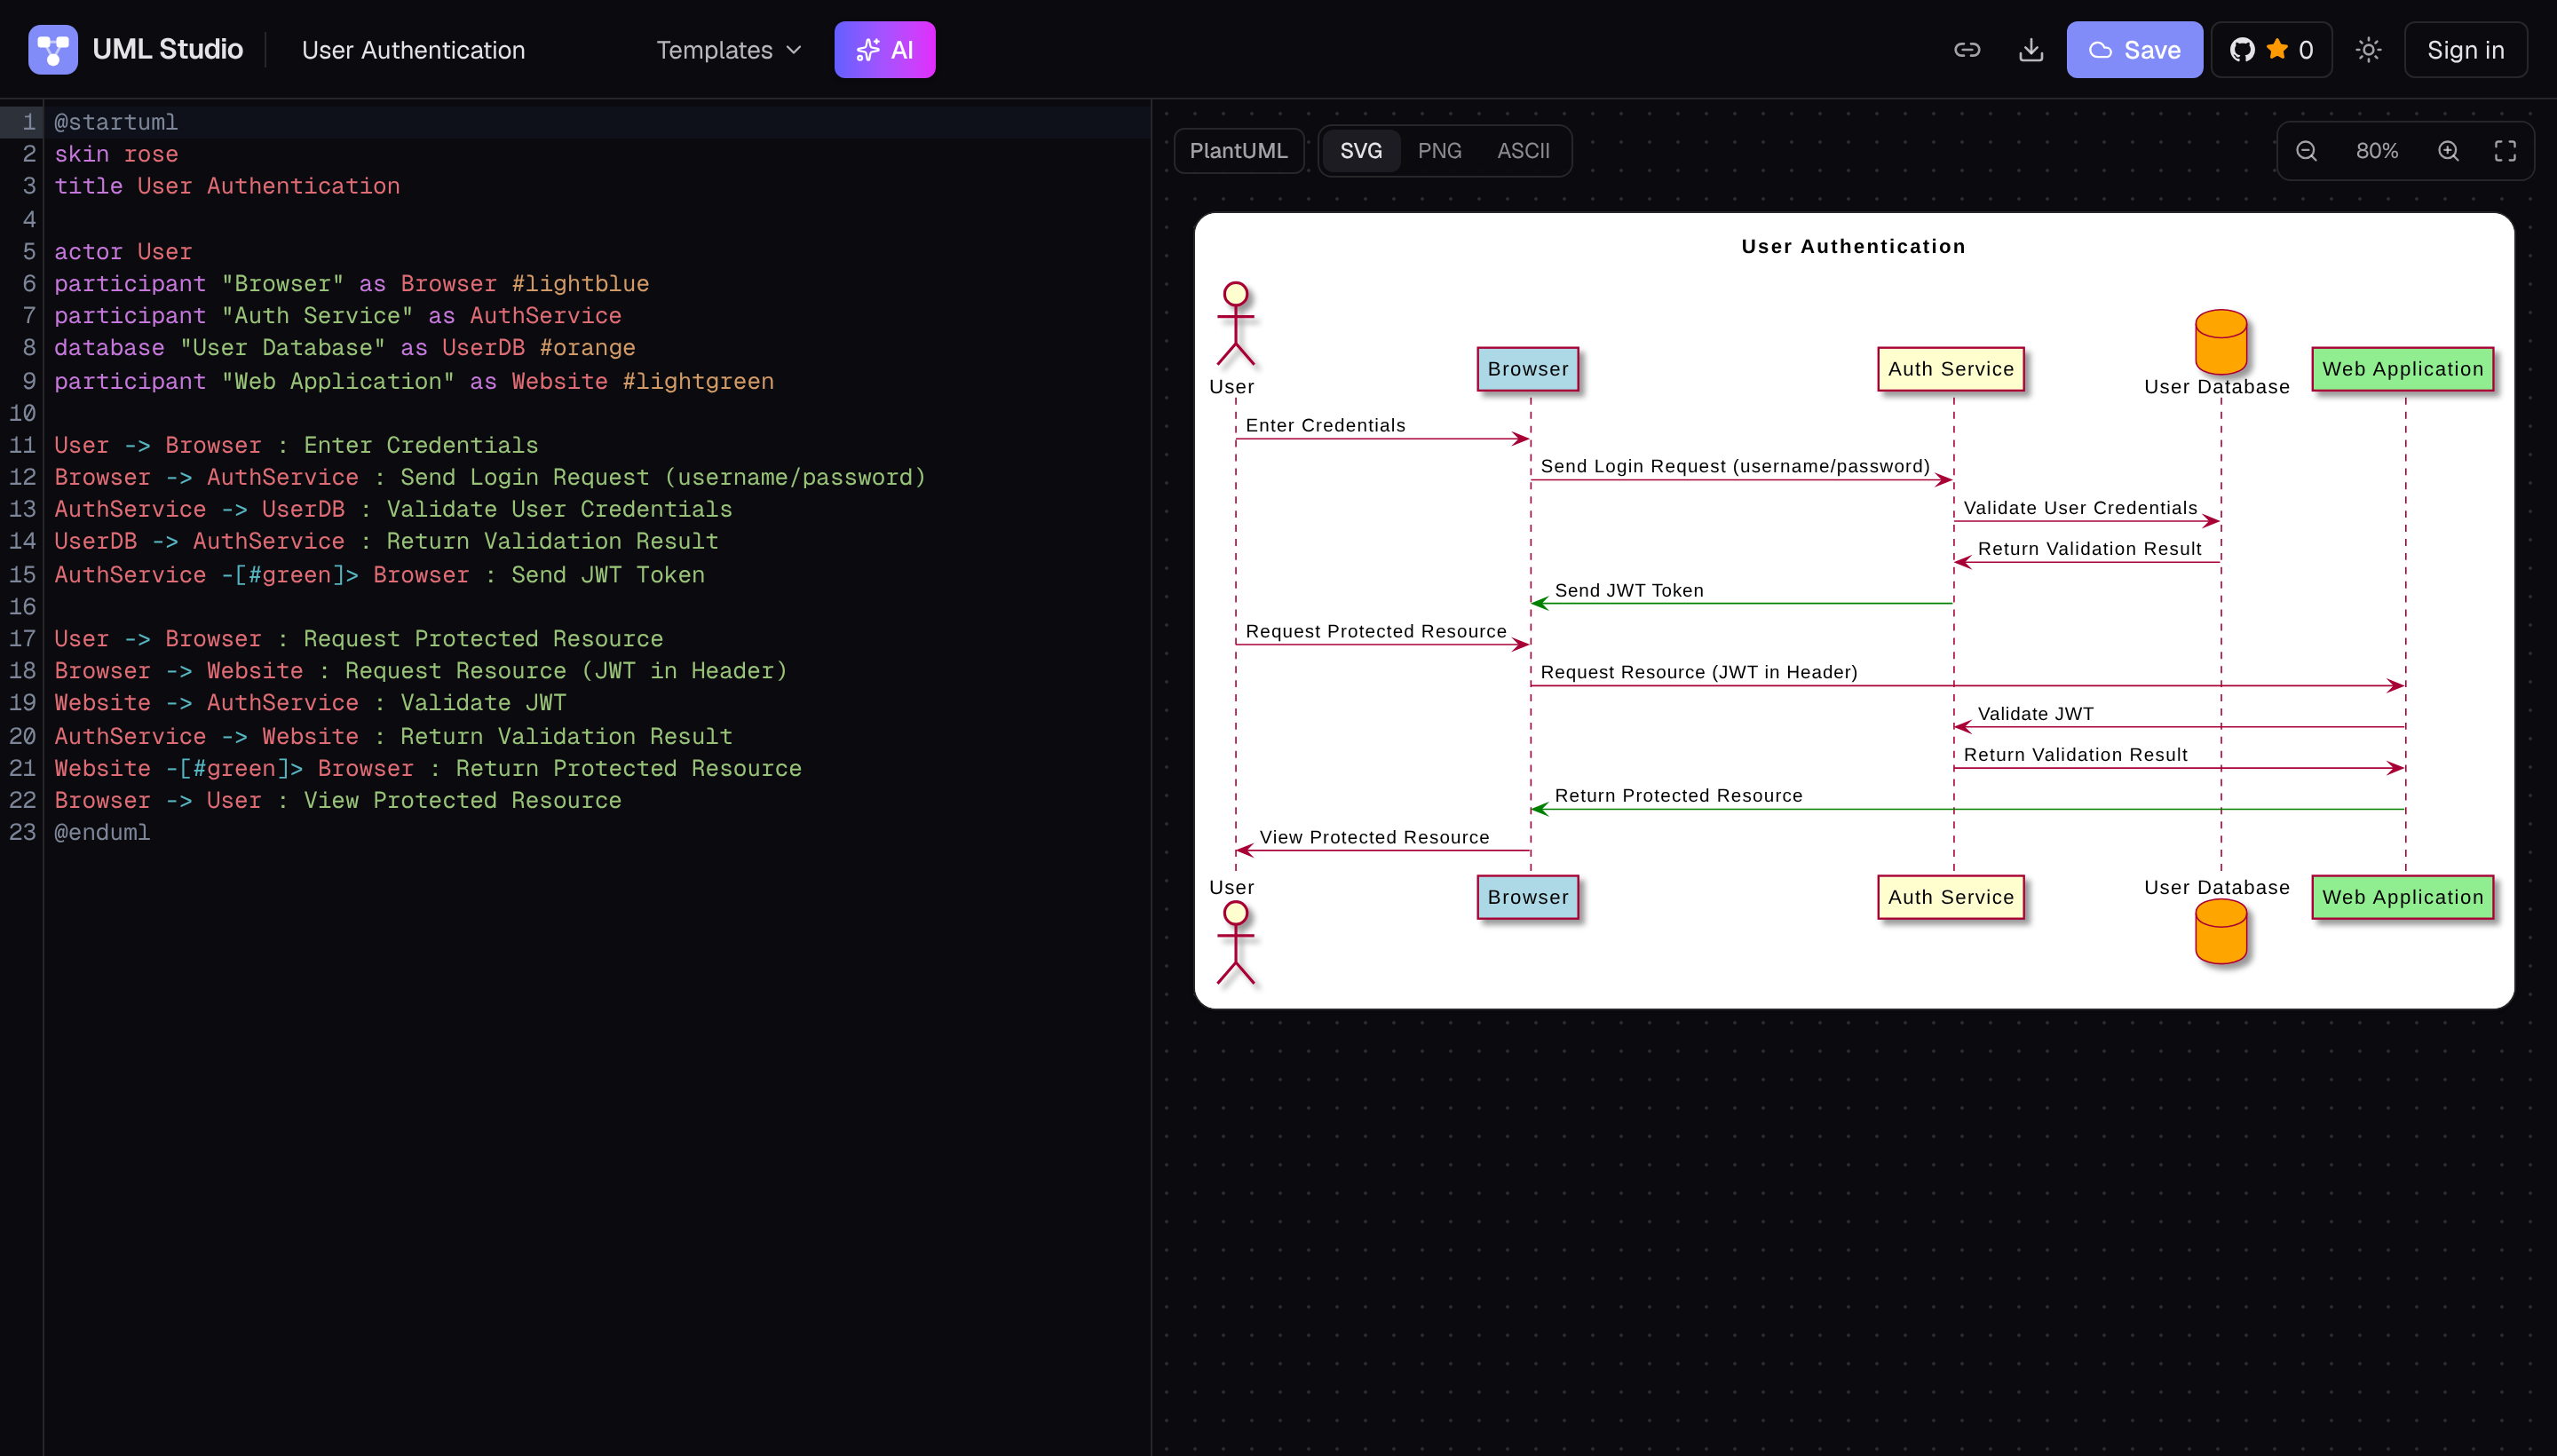 UML Studio
User Authentication
Templates
AI
Save
0
Sign in
1 @startuml
2 skin rose
3 title User Authentication
4
5 actor User
6 participant "Browser" as Browser #lightblue
7 participant "Auth Service" as AuthService
8 database "User Database" as UserDB #orange
9 participant "Web Application" as Website #lightgreen
10
11 User -> Browser : Enter Credentials
12 Browser -> AuthService : Send Login Request (username/password)
13 AuthService -> UserDB : Validate User Credentials
14 UserDB -> AuthService : Return Validation Result
15 AuthService -[#green]> Browser : Send JWT Token
16
17 User -> Browser : Request Protected Resource
18 Browser -> Website : Request Resource (JWT in Header)
19 Website -> AuthService : Validate JWT
20 AuthService -> Website : Return Validation Result
21 Website -[#green]> Browser : Return Protected Resource
22 Browser -> User : View Protected Resource
23 @enduml
PlantUML
SVG
PNG
ASCII
80%
User Authentication
User
Browser
Auth Service
User Database
Web Application
Enter Credentials
Send Login Request (username/password)
Validate User Credentials
Return Validation Result
Send JWT Token
Request Protected Resource
Request Resource (JWT in Header)
Validate JWT
Return Validation Result
Return Protected Resource
View Protected Resource
User
Browser
Auth Service
User Database
Web Application